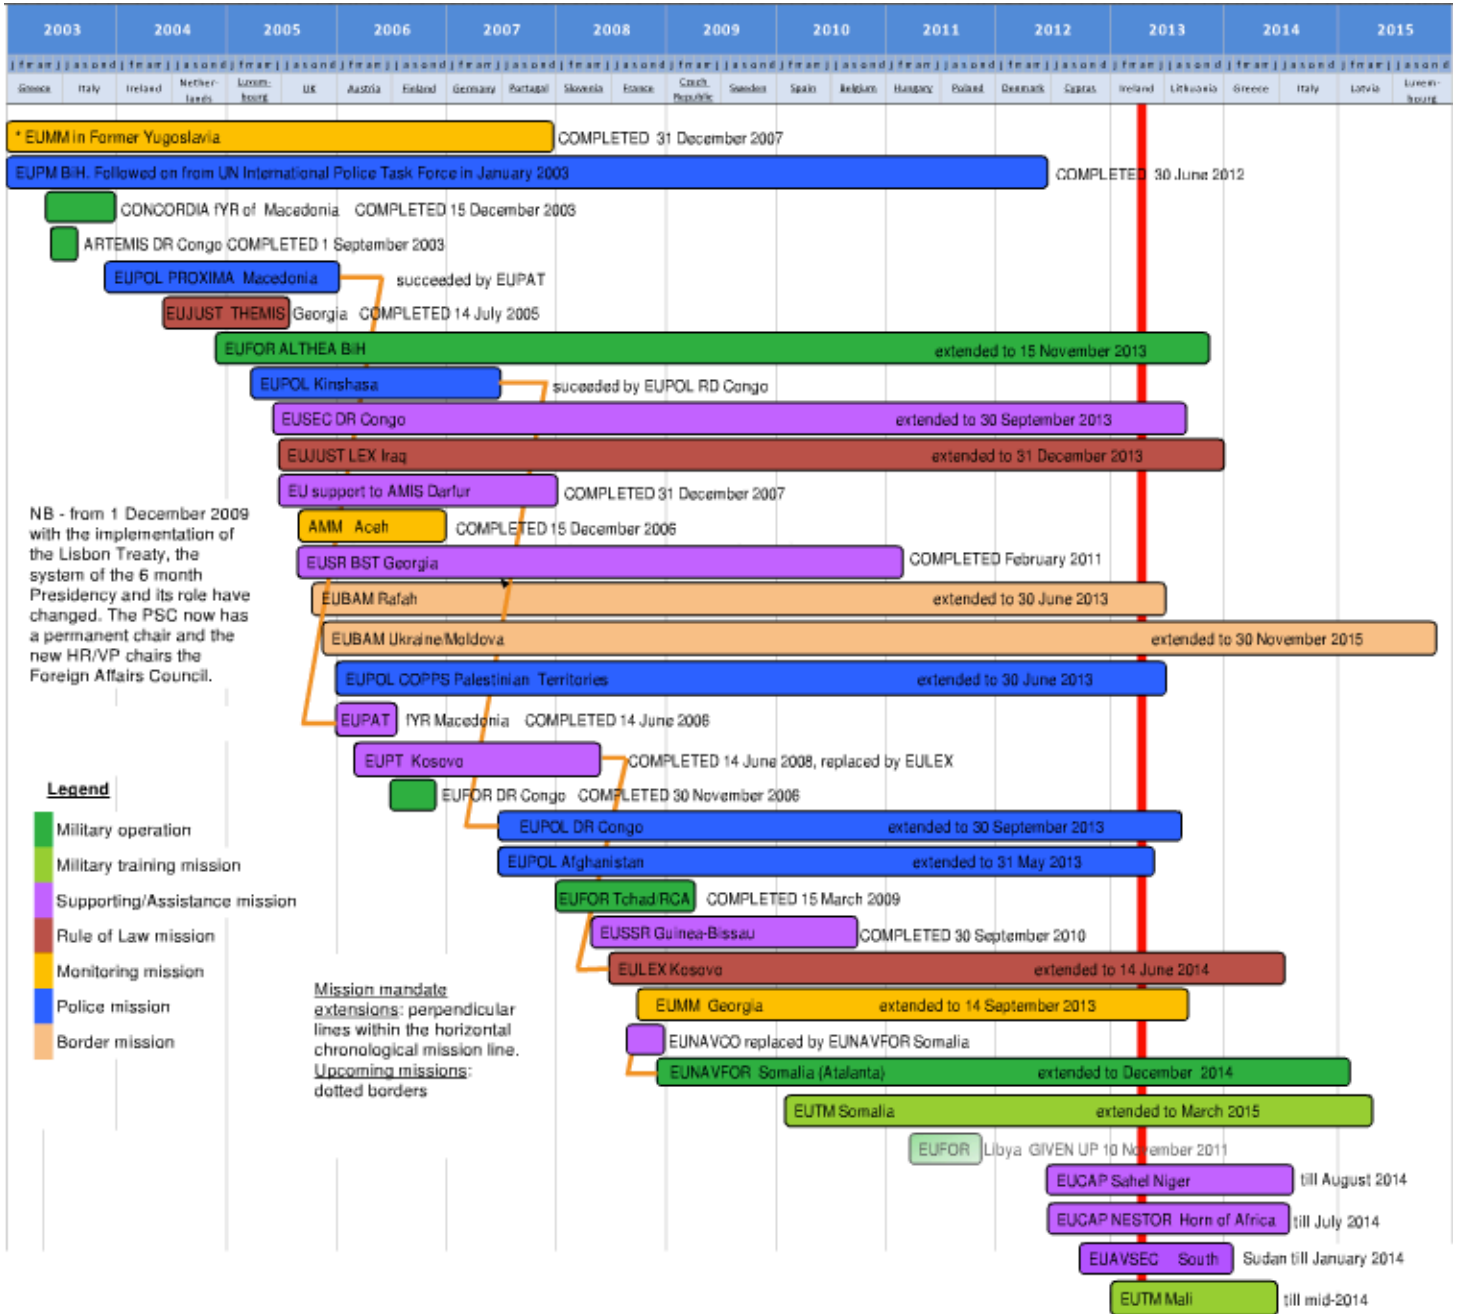 2003 2004 2005 2006 2007 2008 2009 2010 2011 2012 2013 2014 2015
j f m a m j j a s o n d j f m a m j j a s o n d j f m a m j j a s o n d j f m a m j j a s o n d j f m a m j j a s o n d j f m a m j j a s o n d j f m a m j j a s o n d j f m a m j j a s o n d j f m a m j j a s o n d j f m a m j j a s o n d j f m a m j j a s o n d j f m a m j j a s o n d j f m a m j j a s o n d
Greece Italy Ireland Nether- Luxem- UK Austria Finland Germany Portugal Slovenia France Czech Sweden Spain Belgium Hungary Poland Denmark Cyprus Ireland Lithuania Greece Italy Latvia Luxem-
lands bourg Republic bourg
* EUMM in Former Yugoslavia COMPLETED 31 December 2007
EUPM BiH. Followed on from UN International Police Task Force in January 2003 COMPLETED 30 June 2012
CONCORDIA fYR of Macedonia COMPLETED 15 December 2003
ARTEMIS DR Congo COMPLETED 1 September 2003
EUPOL PROXIMA Macedonia succeeded by EUPAT
EUJUST THEMIS Georgia COMPLETED 14 July 2005
EUFOR ALTHEA BiH extended to 15 November 2013
EUPOL Kinshasa suceeded by EUPOL RD Congo
EUSEC DR Congo extended to 30 September 2013
EUJUST LEX Iraq extended to 31 December 2013
EU support to AMIS Darfur COMPLETED 31 December 2007
AMM Aceh COMPLETED 15 December 2006
EUSR BST Georgia COMPLETED February 2011
EUBAM Rafah extended to 30 June 2013
EUBAM Ukraine/Moldova extended to 30 November 2015
EUPOL COPPS Palestinian Territories extended to 30 June 2013
EUPAT fYR Macedonia COMPLETED 14 June 2006
EUPT Kosovo COMPLETED 14 June 2008, replaced by EULEX
EUFOR DR Congo COMPLETED 30 November 2006
EUPOL DR Congo extended to 30 September 2013
EUPOL Afghanistan extended to 31 May 2013
EUFOR Tchad/RCA COMPLETED 15 March 2009
EUSSR Guinea-Bissau COMPLETED 30 September 2010
EULEX Kosovo extended to 14 June 2014
EUMM Georgia extended to 14 September 2013
EUNAVCO replaced by EUNAVFOR Somalia
EUNAVFOR Somalia (Atalanta) extended to December 2014
EUTM Somalia extended to March 2015
EUFOR Libya GIVEN UP 10 November 2011
EUCAP Sahel Niger till August 2014
EUCAP NESTOR Horn of Africa till July 2014
EUAVSEC South Sudan till January 2014
EUTM Mali till mid-2014
NB - from 1 December 2009
with the implementation of
the Lisbon Treaty, the
system of the 6 month
Presidency and its role have
changed. The PSC now has
a permanent chair and the
new HR/VP chairs the
Foreign Affairs Council.
Legend
Military operation
Military training mission
Supporting/Assistance mission
Rule of Law mission
Monitoring mission
Police mission
Border mission
Mission mandate
extensions: perpendicular
lines within the horizontal
chronological mission line.
Upcoming missions:
dotted borders